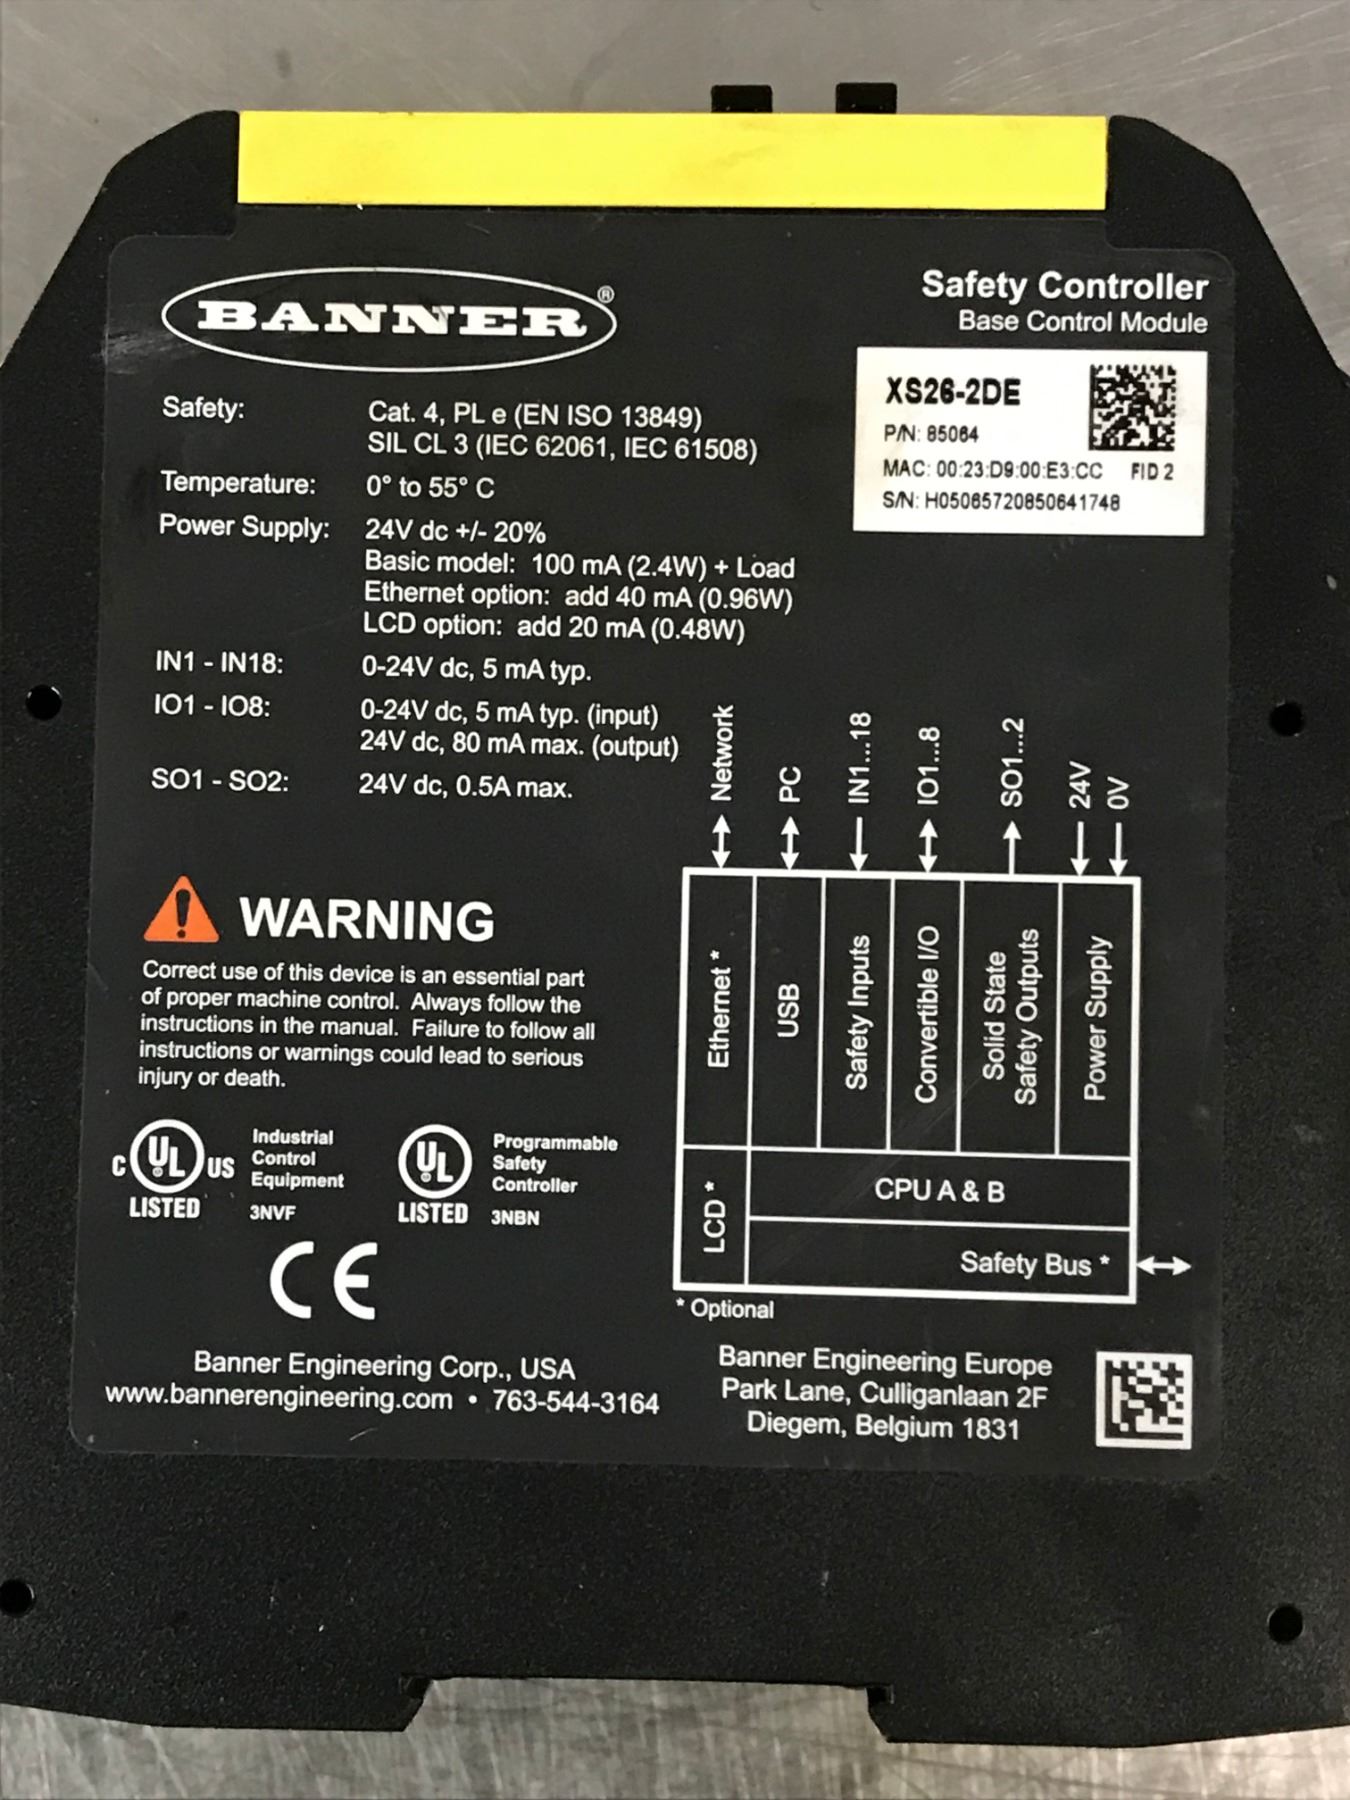 BANNER®
Safety Controller
Base Control Module
XS26-2DE
P/N: 85064
MAC: 00:23:D9:00:E3:CC FID 2
S/N: H05065720850641748
Safety: Cat. 4, PL e (EN ISO 13849)
SIL CL 3 (IEC 62061, IEC 61508)
Temperature: 0° to 55° C
Power Supply: 24V dc +/- 20%
Basic model: 100 mA (2.4W) + Load
Ethernet option: add 40 mA (0.96W)
LCD option: add 20 mA (0.48W)
IN1 - IN18: 0-24V dc, 5 mA typ.
IO1 - IO8: 0-24V dc, 5 mA typ. (input)
24V dc, 80 mA max. (output)
SO1 - SO2: 24V dc, 0.5A max.
Network
PC
IN1...18
IO1...8
SO1...2
24V
0V
Ethernet *
USB
Safety Inputs
Convertible I/O
Solid State
Safety Outputs
Power Supply
LCD *
CPU A & B
Safety Bus *
* Optional
WARNING
Correct use of this device is an essential part
of proper machine control. Always follow the
instructions in the manual. Failure to follow all
instructions or warnings could lead to serious
injury or death.
C UL US
LISTED
Industrial
Control
Equipment
3NVF
UL
LISTED
Programmable
Safety
Controller
3NBN
CE
Banner Engineering Corp., USA
www.bannerengineering.com • 763-544-3164
Banner Engineering Europe
Park Lane, Culliganlaan 2F
Diegem, Belgium 1831